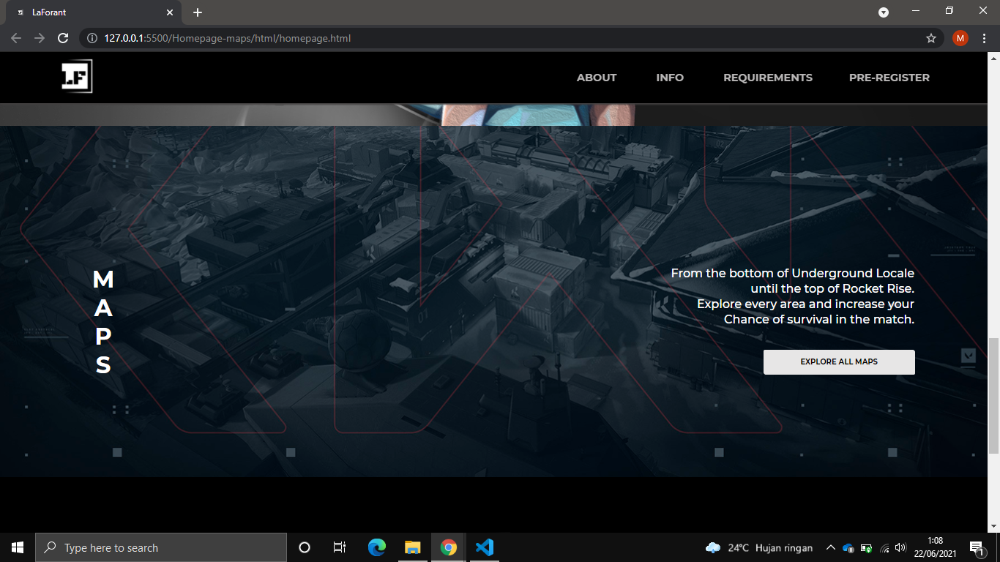 LaForant
127.0.0.1:5500/Homepage-maps/html/homepage.html
M
LF
ABOUT INFO REQUIREMENTS PRE-REGISTER
M
A
P
S
From the bottom of Underground Locale
until the top of Rocket Rise.
Explore every area and increase your
Chance of survival in the match.
EXPLORE ALL MAPS
01
02
Type here to search
24°C Hujan ringan
1:08
22/06/2021
1